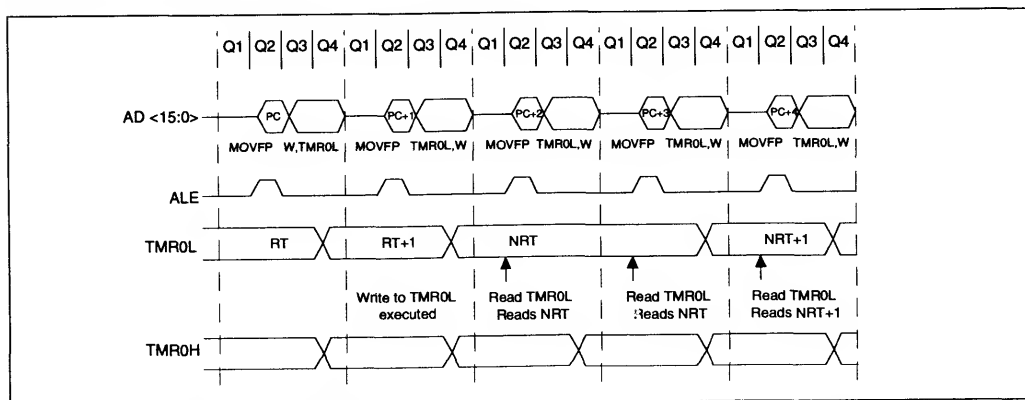 Q1 Q2 Q3 Q4 Q1 Q2 Q3 Q4 Q1 Q2 Q3 Q4 Q1 Q2 Q3 Q4 Q1 Q2 Q3 Q4
AD <15:0> PC PC+1 PC+2 PC+3 PC+4
MOVFP W,TMR0L MOVFP TMR0L,W MOVFP TMR0L,W MOVFP TMR0L,W MOVFP TMR0L,W
ALE
TMR0L RT RT+1 NRT NRT+1
Write to TMR0L Read TMR0L Read TMR0L Read TMR0L
executed Reads NRT Reads NRT Reads NRT+1
TMR0H